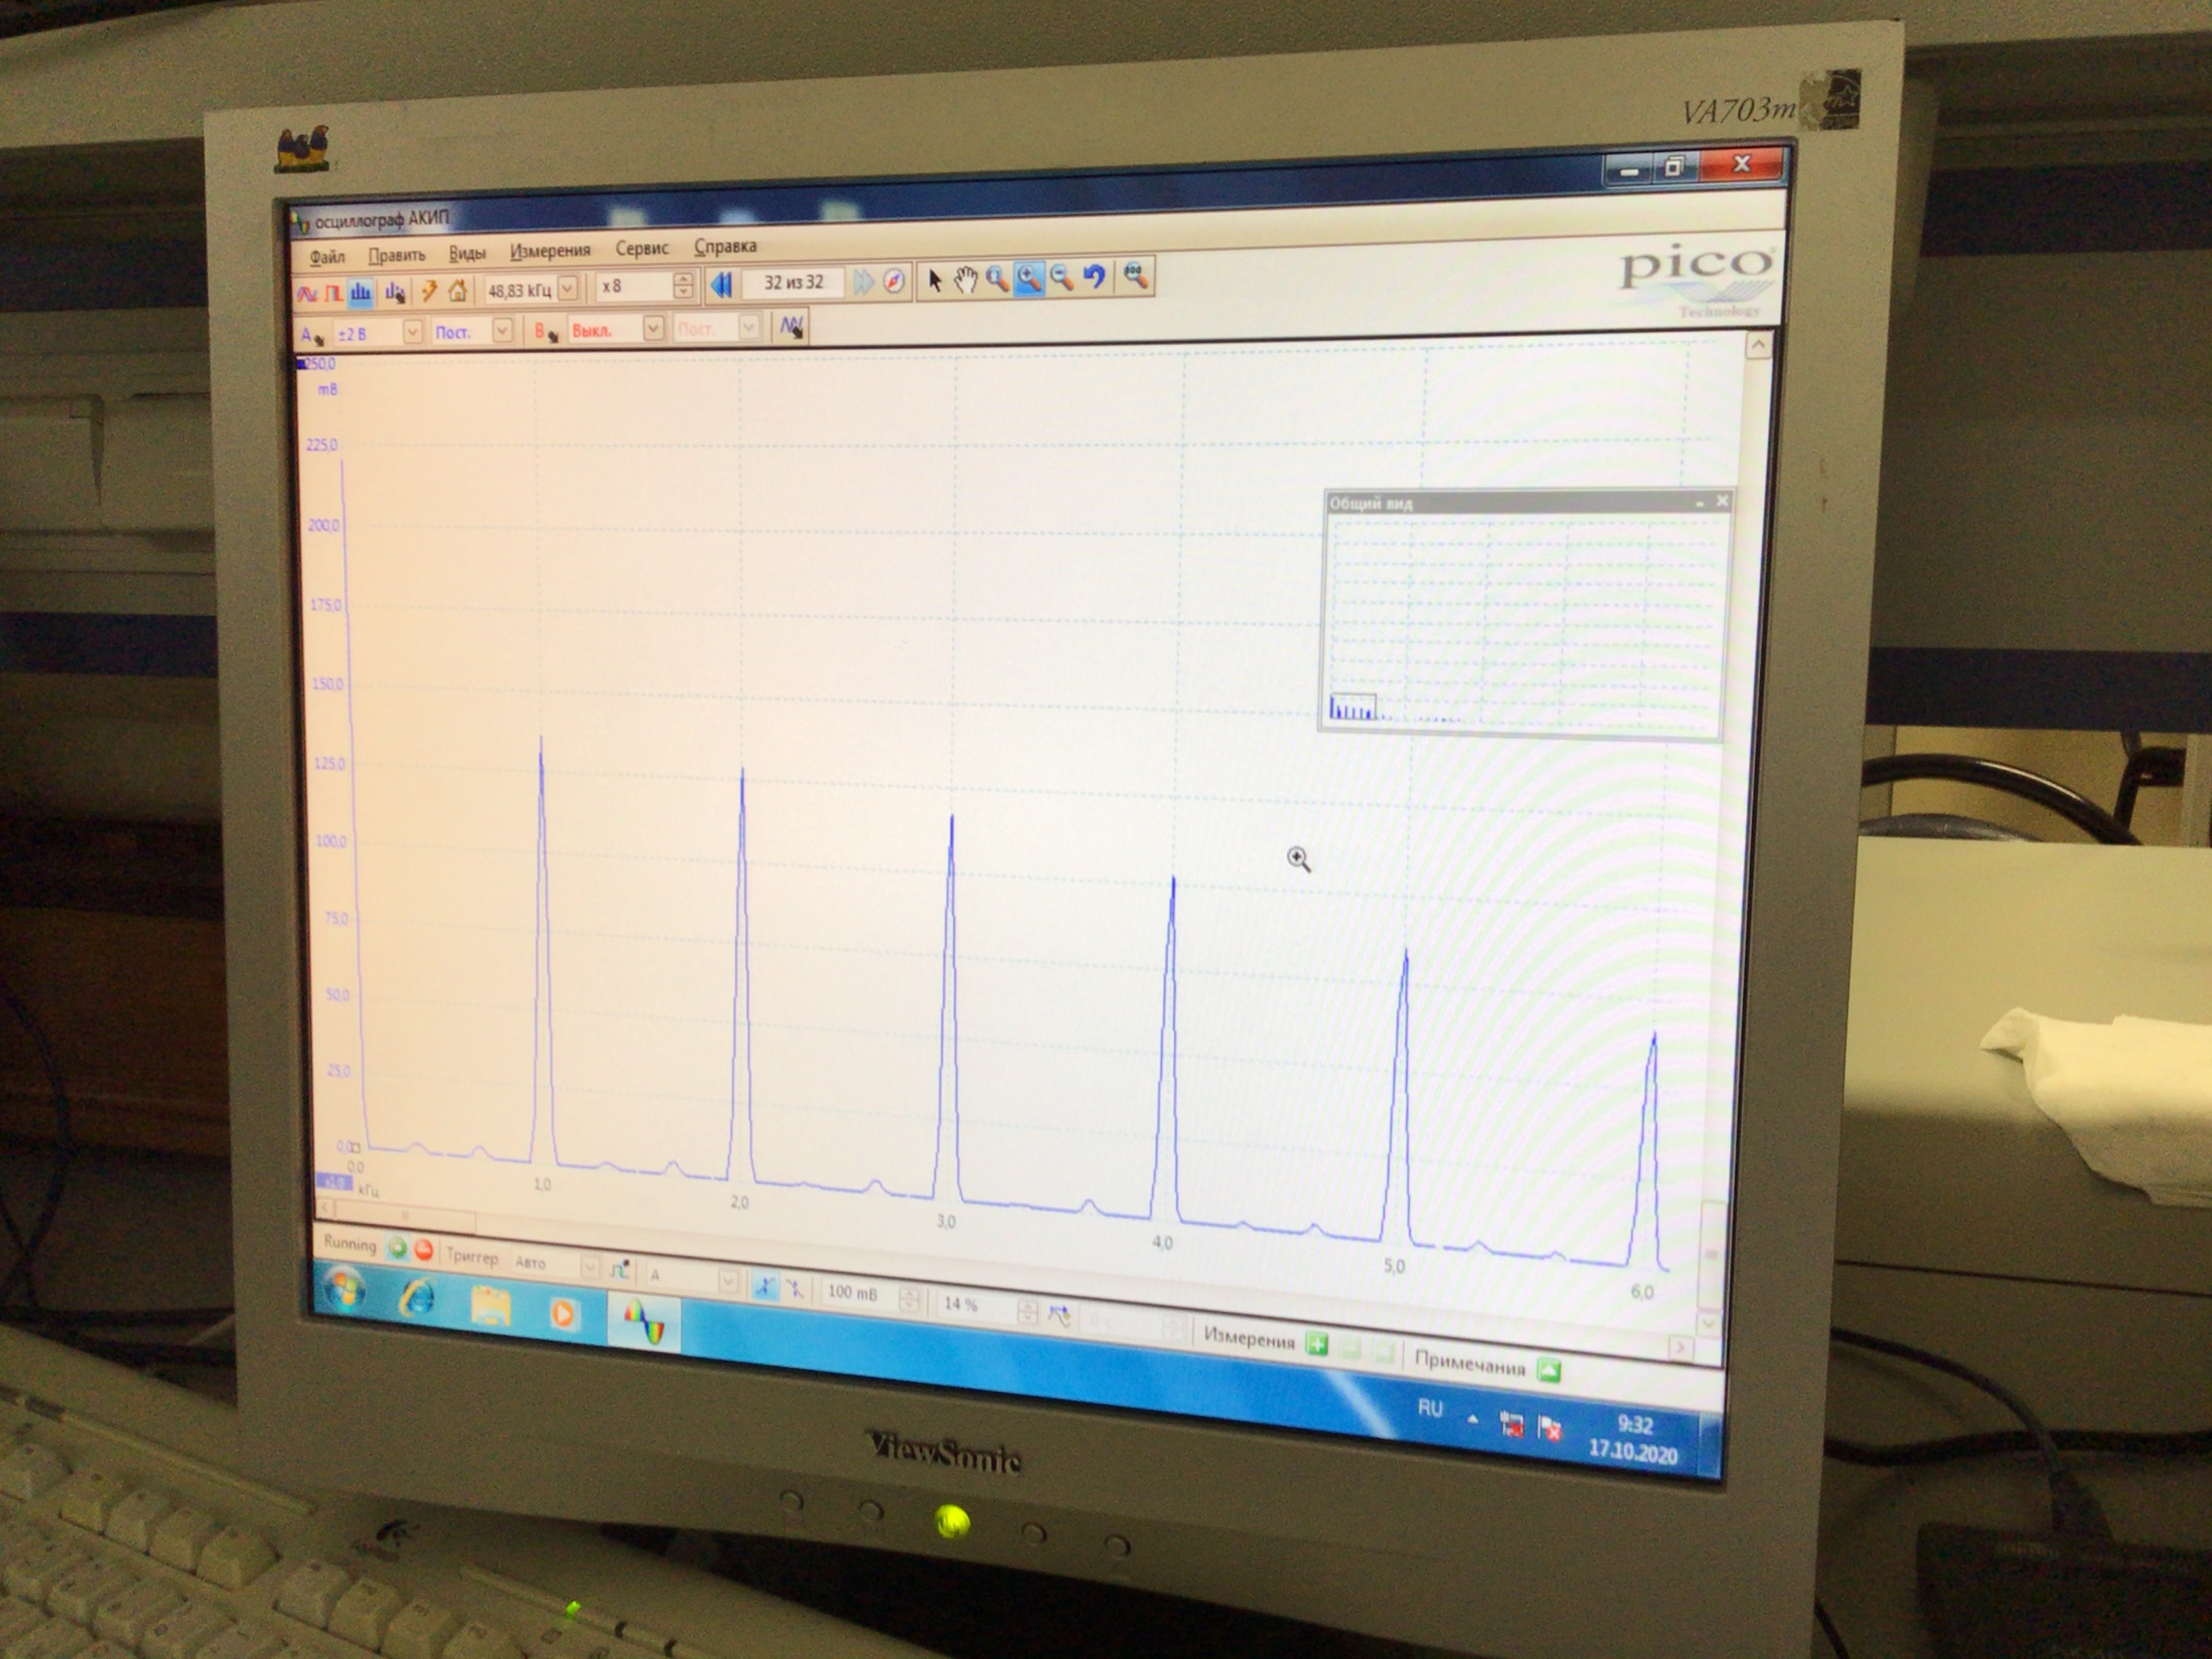 VA703m
осциллограф АКИП
Файл Править Виды Измерения Сервис Справка
pico
Technology
48,83 кГц x 8 32 из 32
A ±2 В Пост. B Выкл. Пост.
250,0
mВ
225,0
200,0
175,0
150,0
125,0
100,0
75,0
50,0
25,0
0,0
0,0
кГц
1,0
2,0
3,0
4,0
5,0
6,0
Общий вид
Running Триггер Авто A 100 mВ 14 % Измерения Примечания
RU
9:32
17.10.2020
ViewSonic